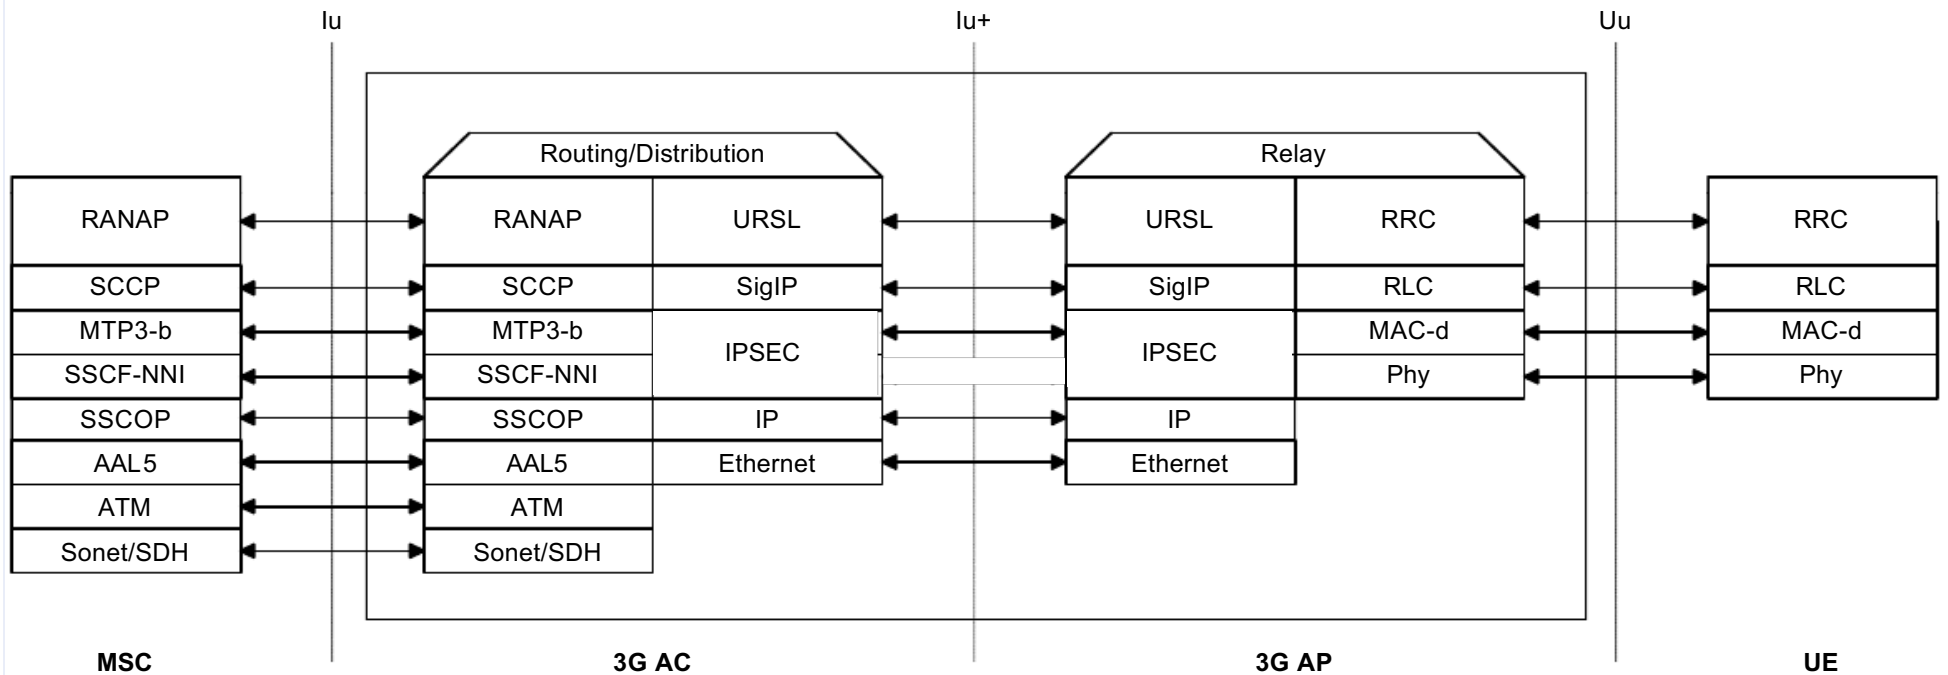 Iu Iu+ Uu
Routing/Distribution Relay
RANAP RANAP URSL URSL RRC RRC
SCCP SCCP SigIP SigIP RLC RLC
MTP3-b MTP3-b MAC-d MAC-d
IPSEC IPSEC
SSCF-NNI SSCF-NNI Phy Phy
SSCOP SSCOP IP IP
AAL5 AAL5 Ethernet Ethernet
ATM ATM
Sonet/SDH Sonet/SDH
MSC 3G AC 3G AP UE